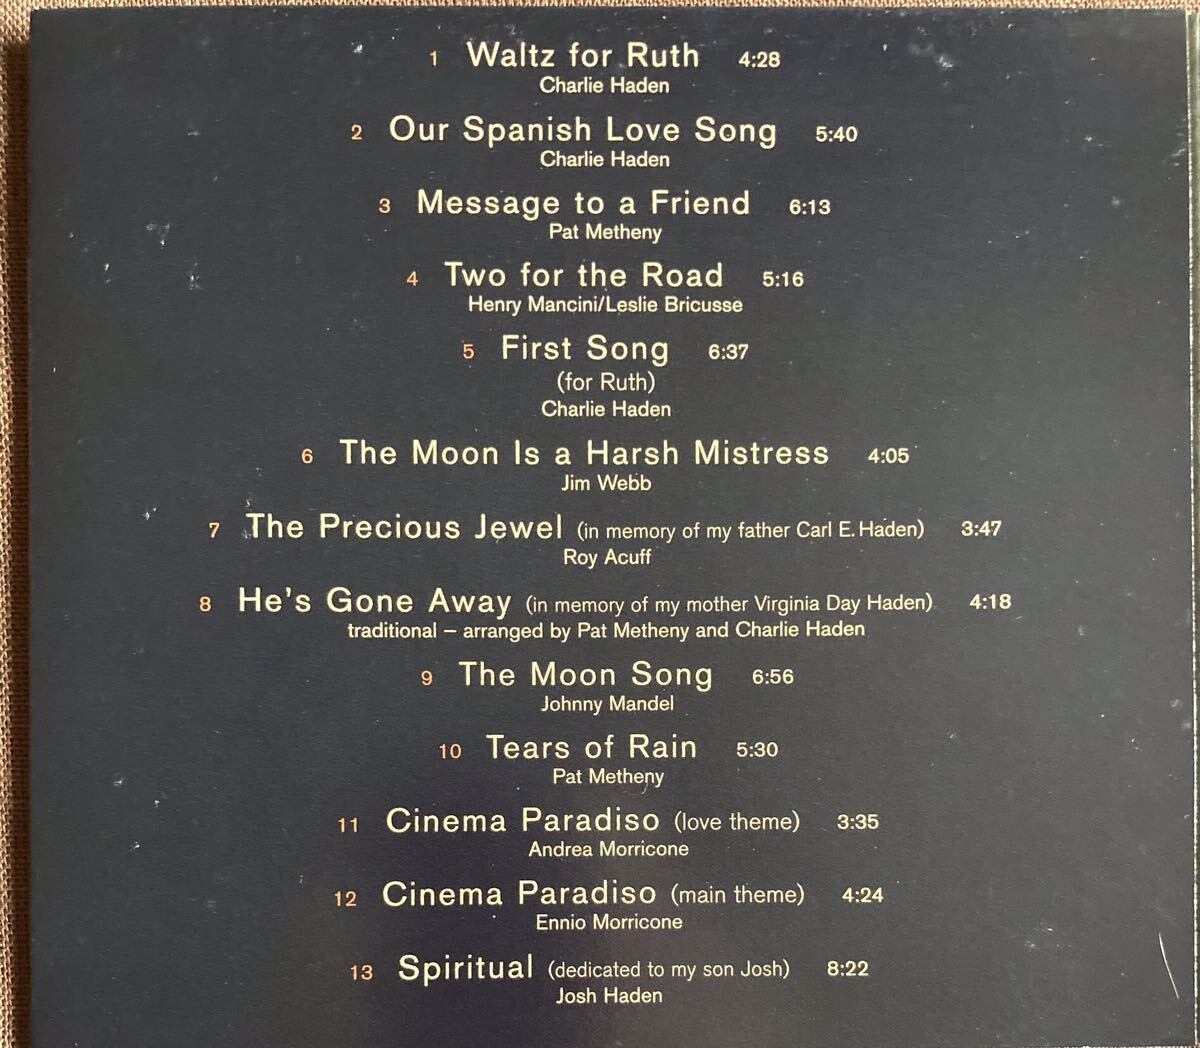 1 Waltz for Ruth 4:28
Charlie Haden
2 Our Spanish Love Song 5:40
Charlie Haden
3 Message to a Friend 6:13
Pat Metheny
4 Two for the Road 5:16
Henry Mancini/Leslie Bricusse
5 First Song 6:37
(for Ruth)
Charlie Haden
6 The Moon Is a Harsh Mistress 4:05
Jim Webb
7 The Precious Jewel (in memory of my father Carl E. Haden) 3:47
Roy Acuff
8 He's Gone Away (in memory of my mother Virginia Day Haden) 4:18
traditional – arranged by Pat Metheny and Charlie Haden
9 The Moon Song 6:56
Johnny Mandel
10 Tears of Rain 5:30
Pat Metheny
11 Cinema Paradiso (love theme) 3:35
Andrea Morricone
12 Cinema Paradiso (main theme) 4:24
Ennio Morricone
13 Spiritual (dedicated to my son Josh) 8:22
Josh Haden